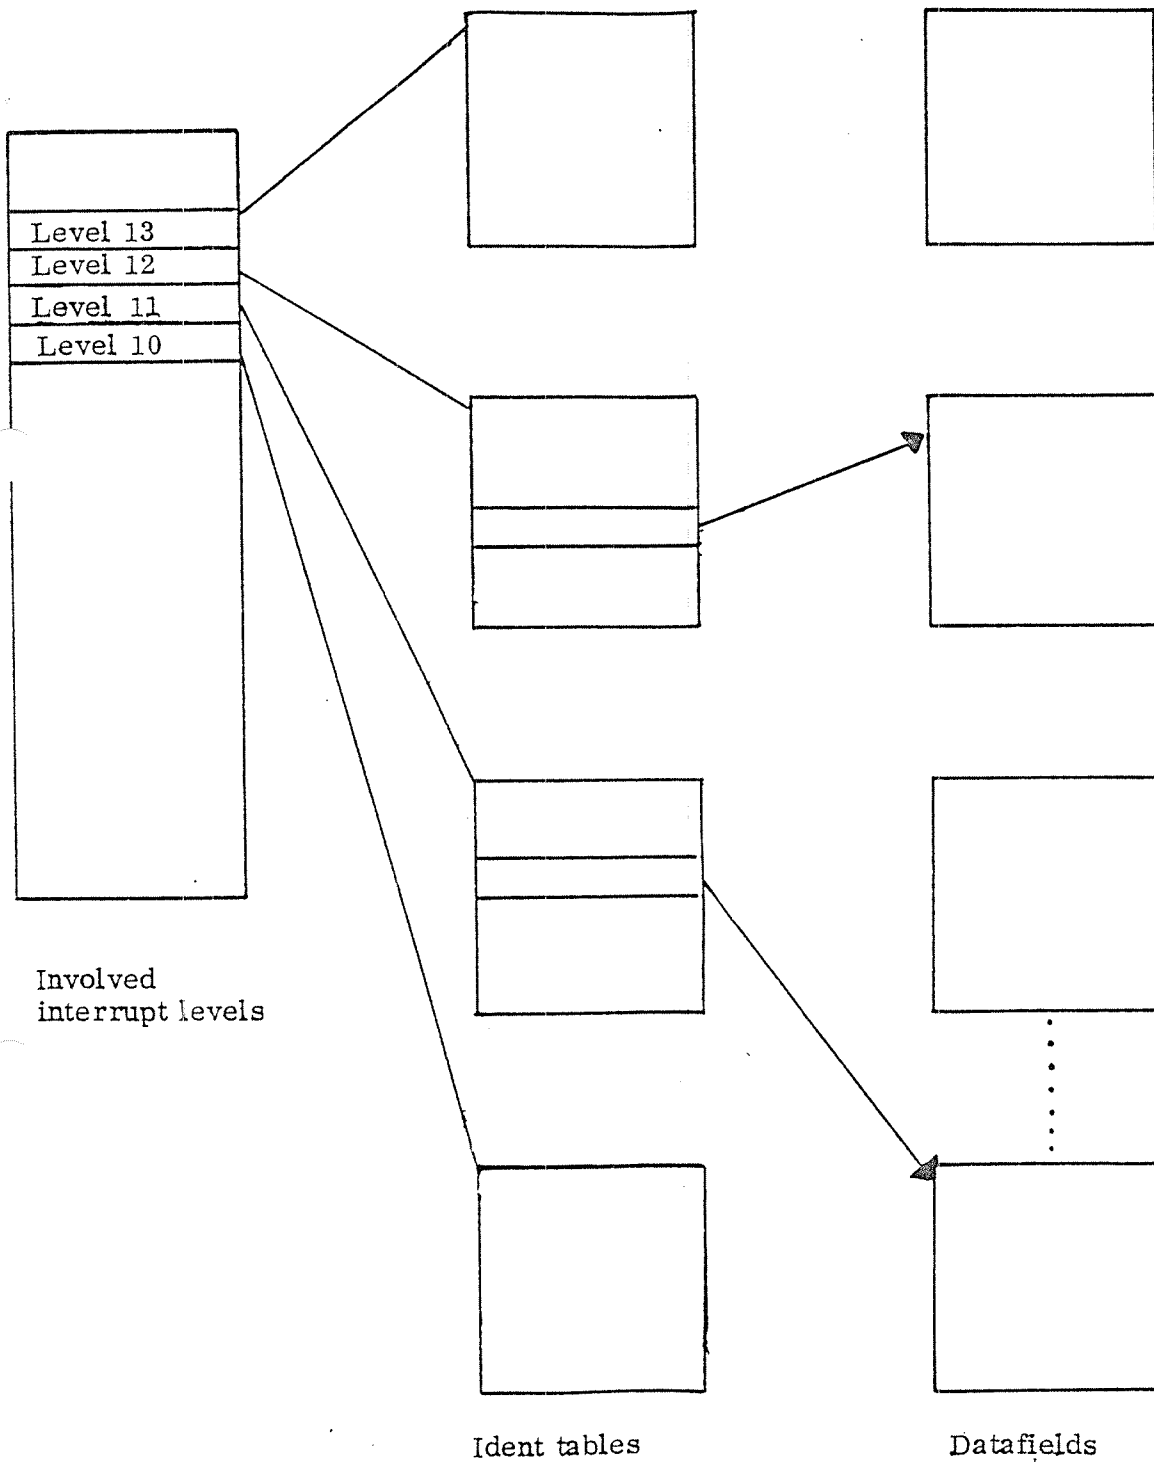 Level 13
Level 12
Level 11
Level 10
Involved
interrupt levels
Ident tables
Datafields